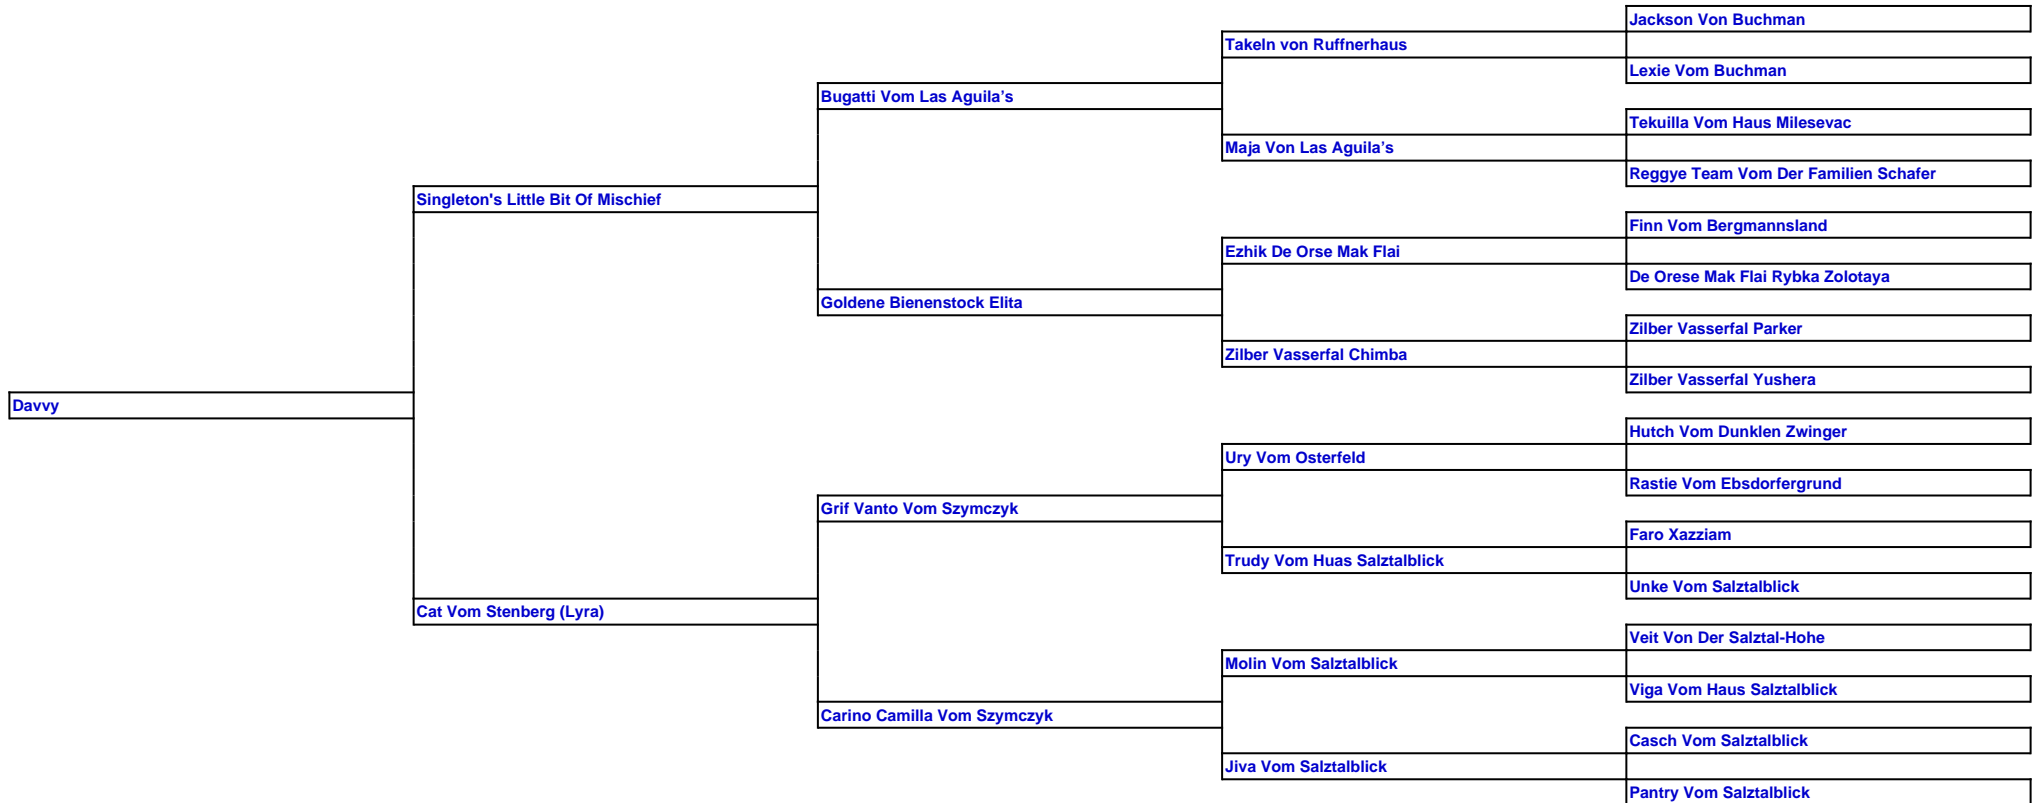 Jackson Von Buchman
Takeln von Ruffnerhaus
Lexie Vom Buchman
Bugatti Vom Las Aguila’s
Tekuilla Vom Haus Milesevac
Maja Von Las Aguila’s
Reggye Team Vom Der Familien Schafer
Singleton's Little Bit Of Mischief
Finn Vom Bergmannsland
Ezhik De Orse Mak Flai
De Orese Mak Flai Rybka Zolotaya
Goldene Bienenstock Elita
Zilber Vasserfal Parker
Zilber Vasserfal Chimba
Zilber Vasserfal Yushera
Davvy
Hutch Vom Dunklen Zwinger
Ury Vom Osterfeld
Rastie Vom Ebsdorfergrund
Grif Vanto Vom Szymczyk
Faro Xazziam
Trudy Vom Huas Salztalblick
Unke Vom Salztalblick
Cat Vom Stenberg (Lyra)
Veit Von Der Salztal-Hohe
Molin Vom Salztalblick
Viga Vom Haus Salztalblick
Carino Camilla Vom Szymczyk
Casch Vom Salztalblick
Jiva Vom Salztalblick
Pantry Vom Salztalblick